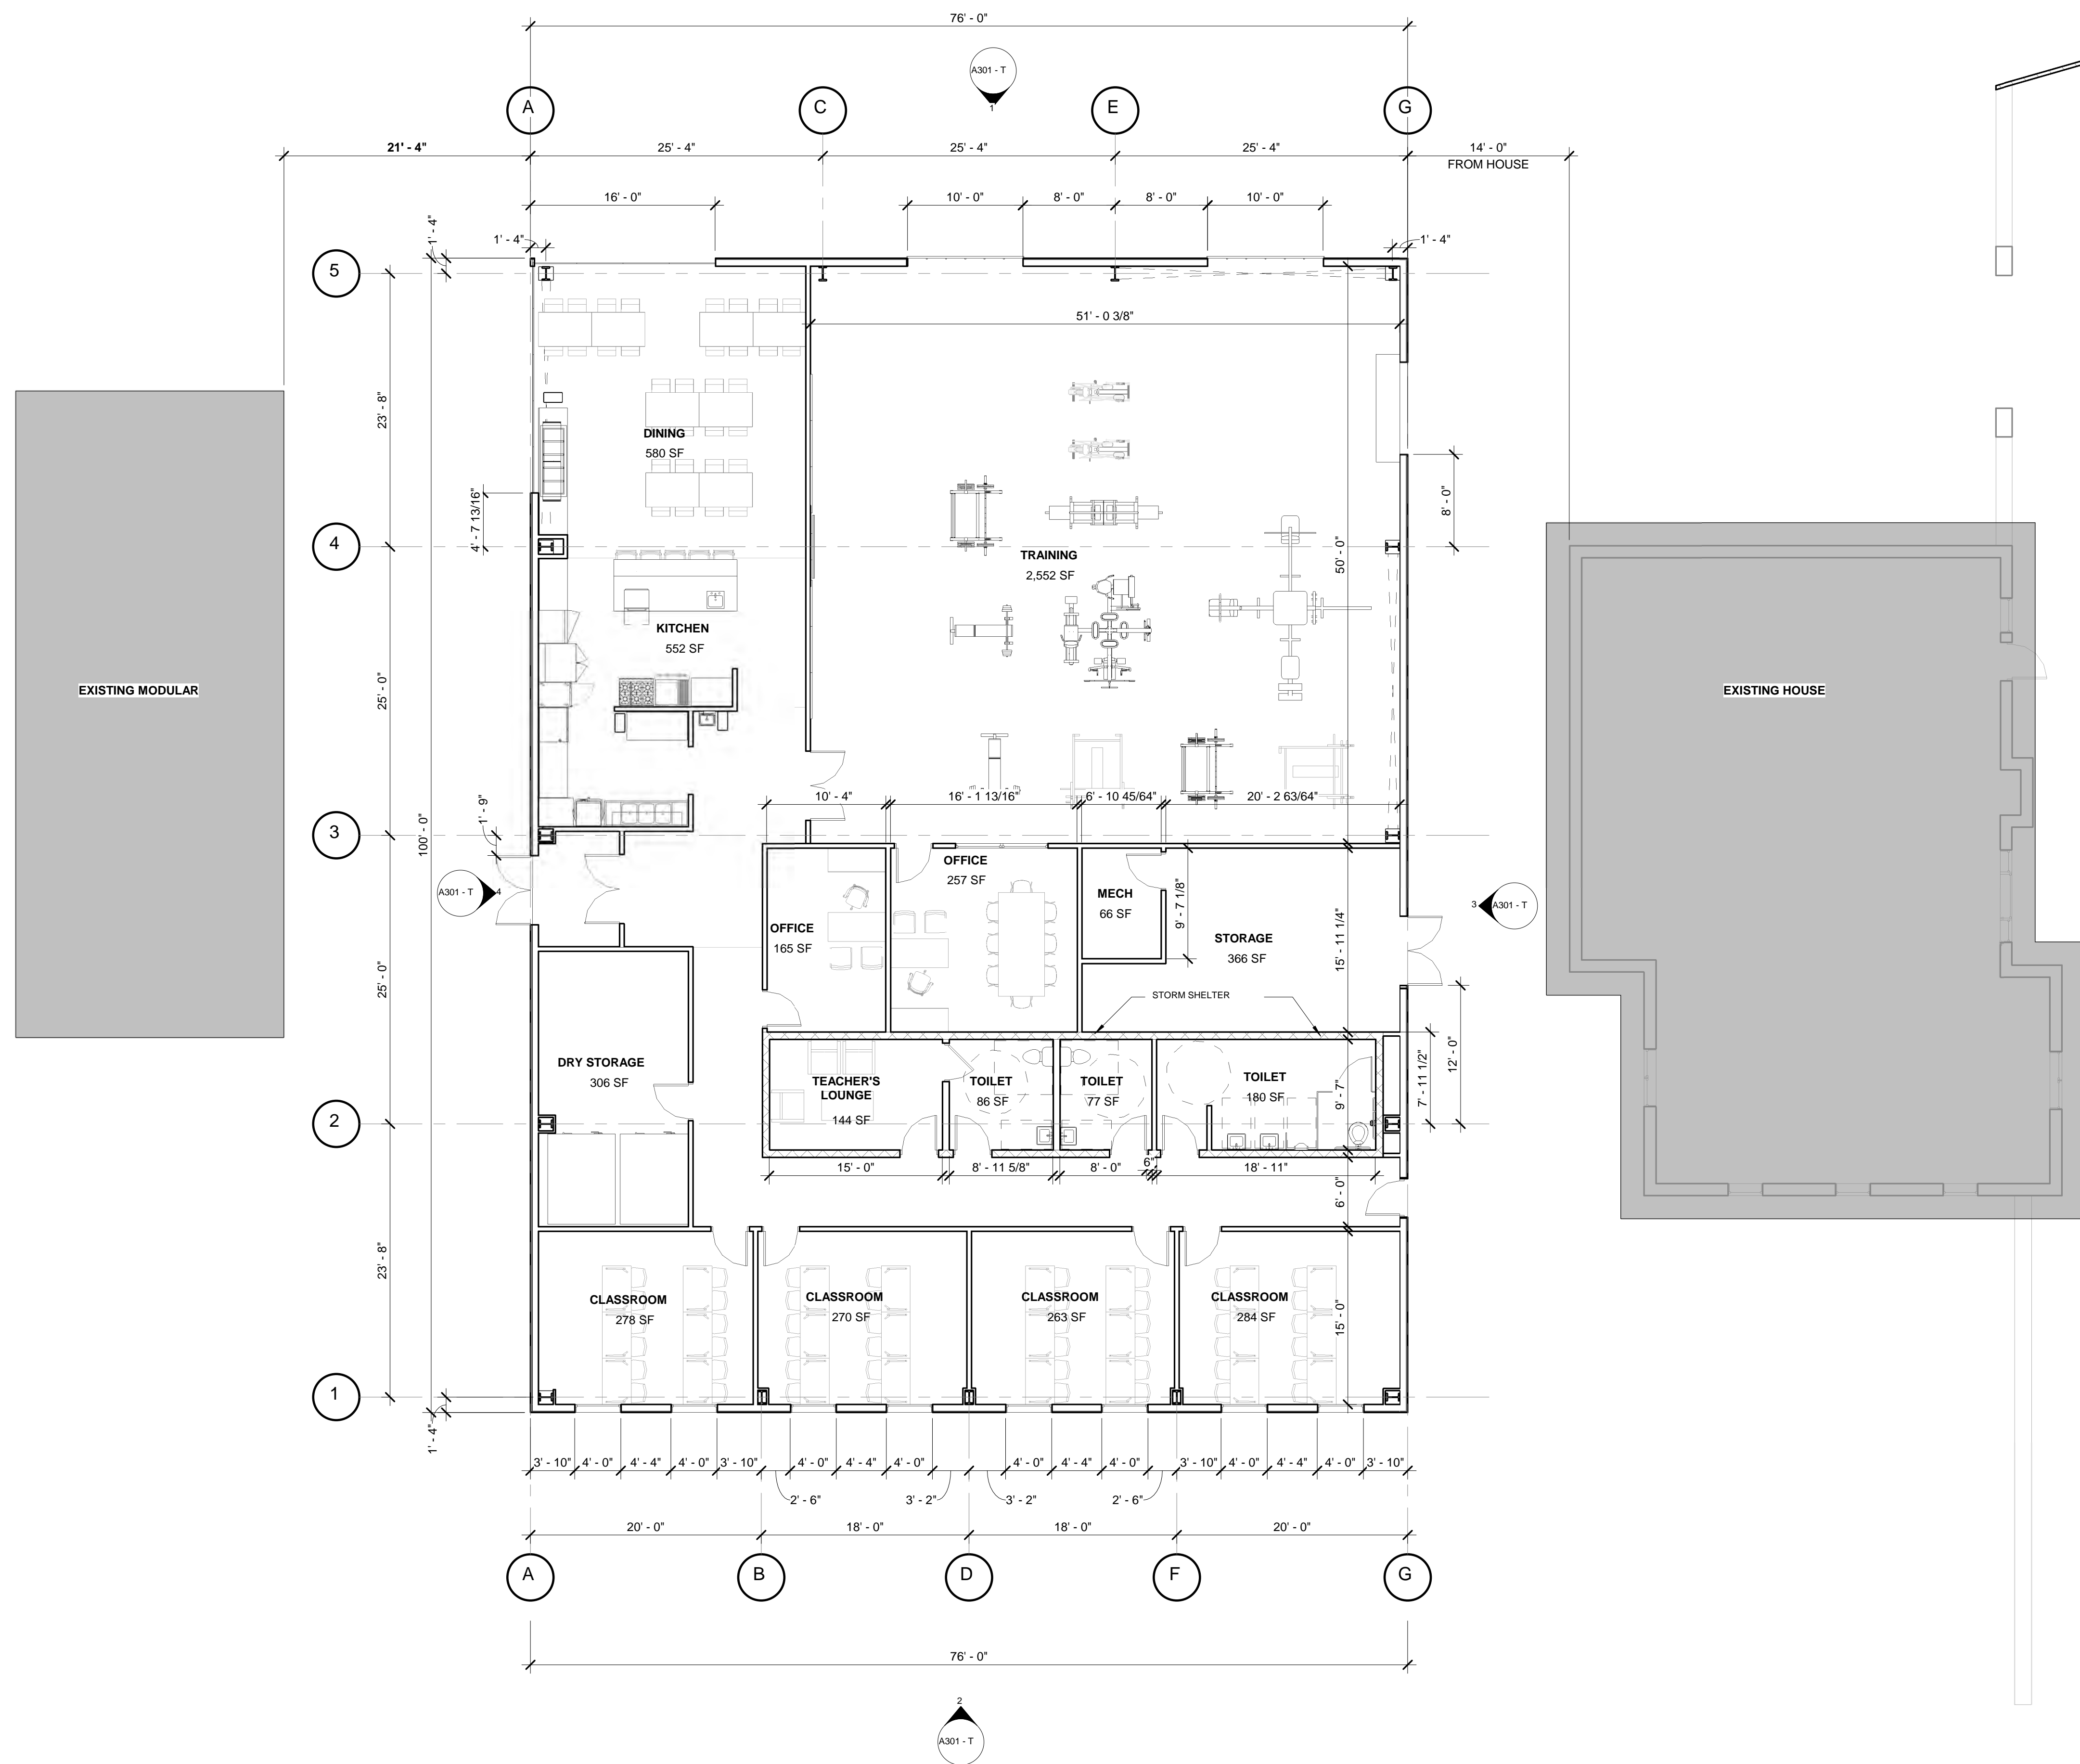 76' - 0"
A301 - T
1
A
C
E
G
21' - 4"
25' - 4"
25' - 4"
25' - 4"
14' - 0"
FROM HOUSE
16' - 0"
10' - 0"
8' - 0"
8' - 0"
10' - 0"
1' - 4"
1' - 4"
1' - 4"
5
51' - 0 3/8"
23' - 8"
DINING
580 SF
4' - 7 13/16"
8' - 0"
4
TRAINING
2,552 SF
50' - 0"
KITCHEN
552 SF
EXISTING MODULAR
25' - 0"
EXISTING HOUSE
10' - 4"
16' - 1 13/16"
6' - 10 45/64"
20' - 2 63/64"
1' - 9"
100' - 0"
3
OFFICE
257 SF
A301 - T
4
MECH
66 SF
9' - 7 1/8"
3
A301 - T
OFFICE
165 SF
STORAGE
366 SF
15' - 11 1/4"
25' - 0"
STORM SHELTER
DRY STORAGE
306 SF
TEACHER'S
LOUNGE
144 SF
TOILET
86 SF
TOILET
77 SF
TOILET
180 SF
9' - 7"
7' - 11 1/2"
12' - 0"
2
15' - 0"
8' - 11 5/8"
8' - 0"
6"
18' - 11"
6' - 0"
23' - 8"
CLASSROOM
278 SF
CLASSROOM
270 SF
CLASSROOM
263 SF
CLASSROOM
284 SF
15' - 0"
1
1' - 4"
3' - 10"
4' - 0"
4' - 4"
4' - 0"
3' - 10"
4' - 0"
4' - 4"
4' - 0"
4' - 0"
4' - 4"
4' - 0"
3' - 10"
4' - 0"
4' - 4"
4' - 0"
3' - 10"
2' - 6"
3' - 2"
3' - 2"
2' - 6"
20' - 0"
18' - 0"
18' - 0"
20' - 0"
A
B
D
F
G
76' - 0"
2
A301 - T